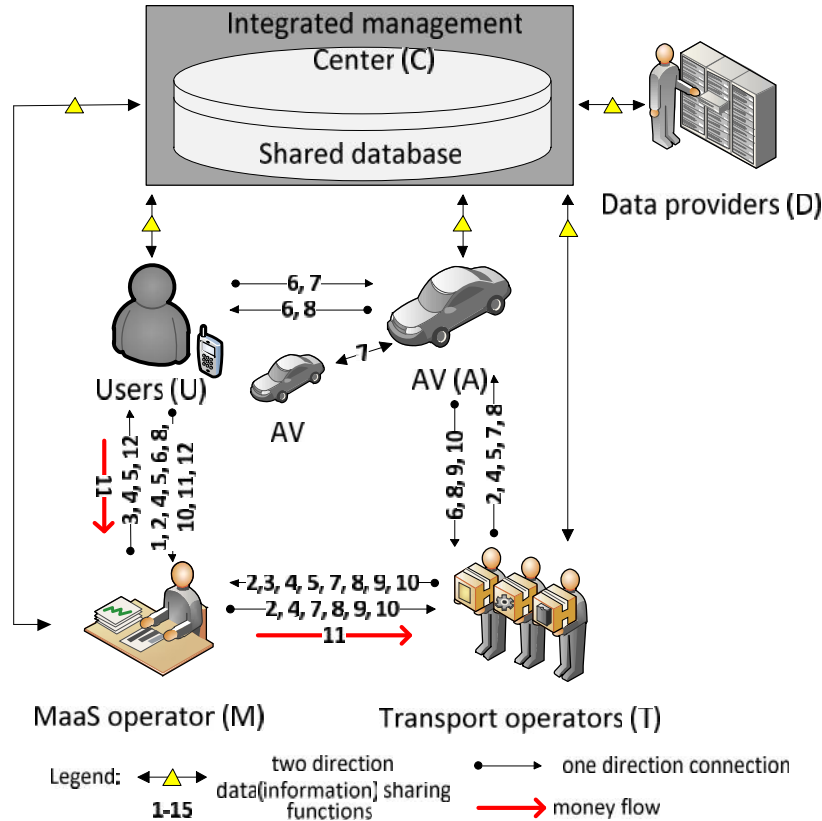 Integrated management
Center (C)
Shared database
Data providers (D)
6, 7
6, 8
7
Users (U)
AV (A)
AV
11
3, 4, 5, 12
1, 2, 4, 5, 6, 8,
10, 11, 12
6, 8, 9, 10
2, 4, 5, 7, 8
2,3, 4, 5, 7, 8, 9, 10
2, 4, 7, 8, 9, 10
11
MaaS operator (M)
Transport operators (T)
Legend:
two direction
data(information) sharing
one direction connection
1-15
functions
money flow